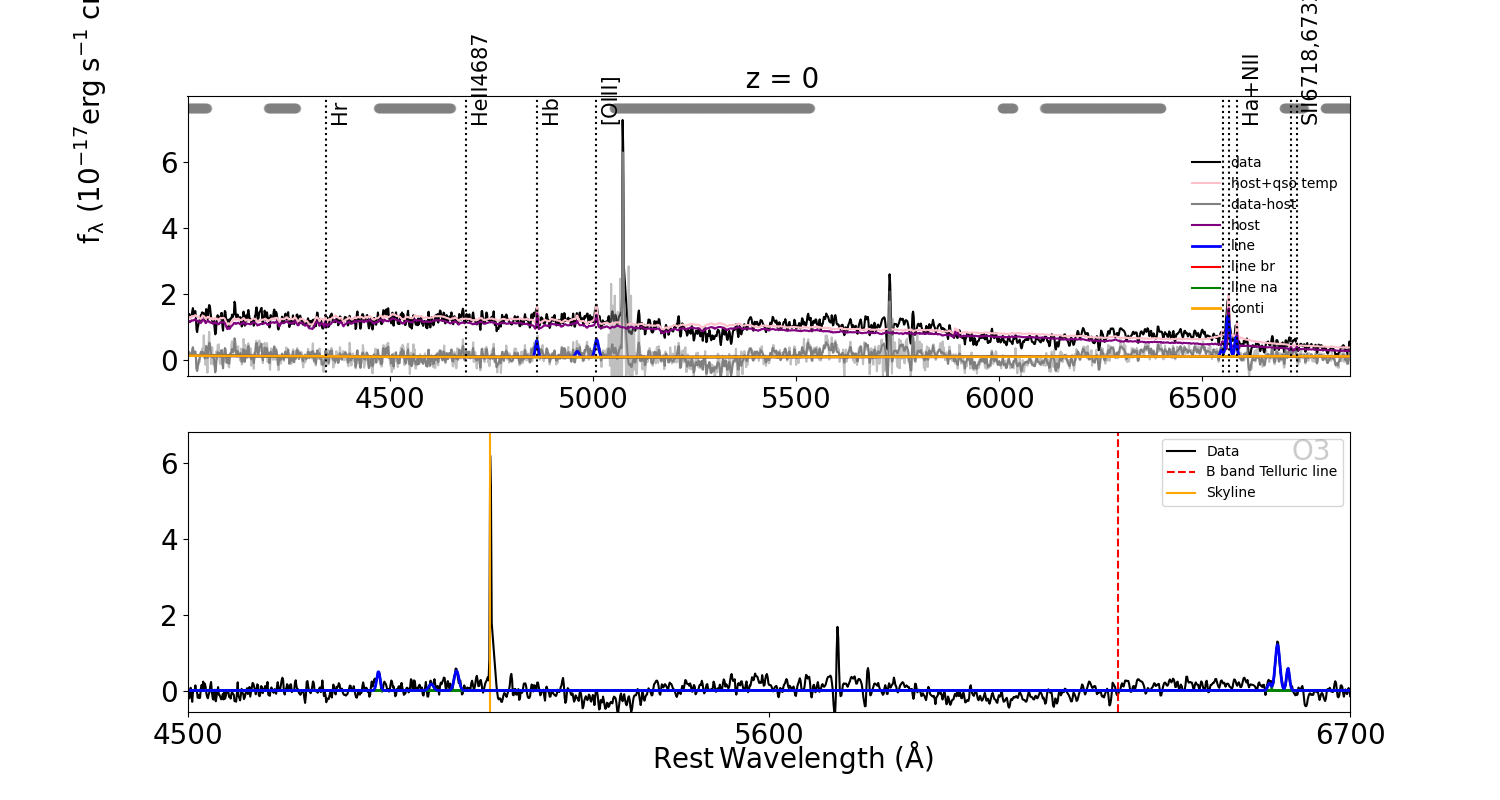 z = 0
Hr
HeII4687
Hb
[OIII]
Ha+NII
SII6718,673
f_λ (10^−17 erg s^−1 c
6
4
2
0
data
host+qso temp
data-host
host
line
line br
line na
conti
4500
5000
5500
6000
6500
O3
Data
B band Telluric line
Skyline
6
4
2
0
4500
5600
6700
Rest Wavelength (Å)